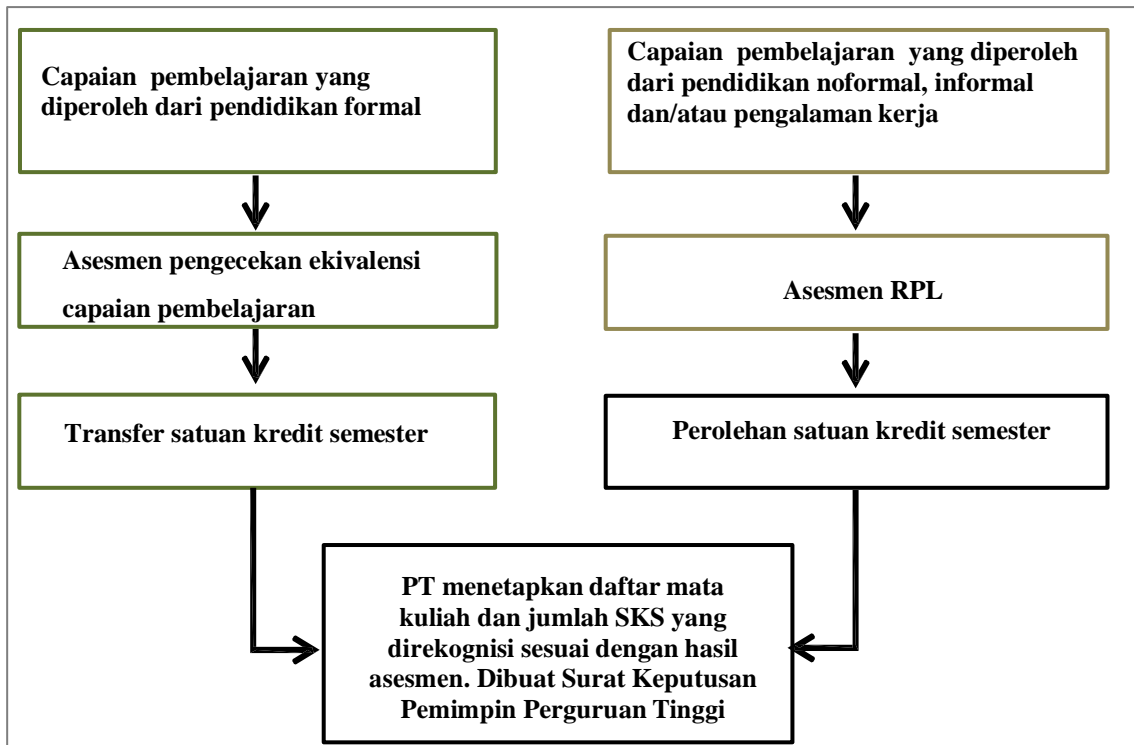 Capaian pembelajaran yang
diperoleh dari pendidikan formal
Capaian pembelajaran yang diperoleh
dari pendidikan noformal, informal
dan/atau pengalaman kerja
Asesmen pengecekan ekivalensi
capaian pembelajaran
Asesmen RPL
Transfer satuan kredit semester
Perolehan satuan kredit semester
PT menetapkan daftar mata
kuliah dan jumlah SKS yang
direkognisi sesuai dengan hasil
asesmen. Dibuat Surat Keputusan
Pemimpin Perguruan Tinggi